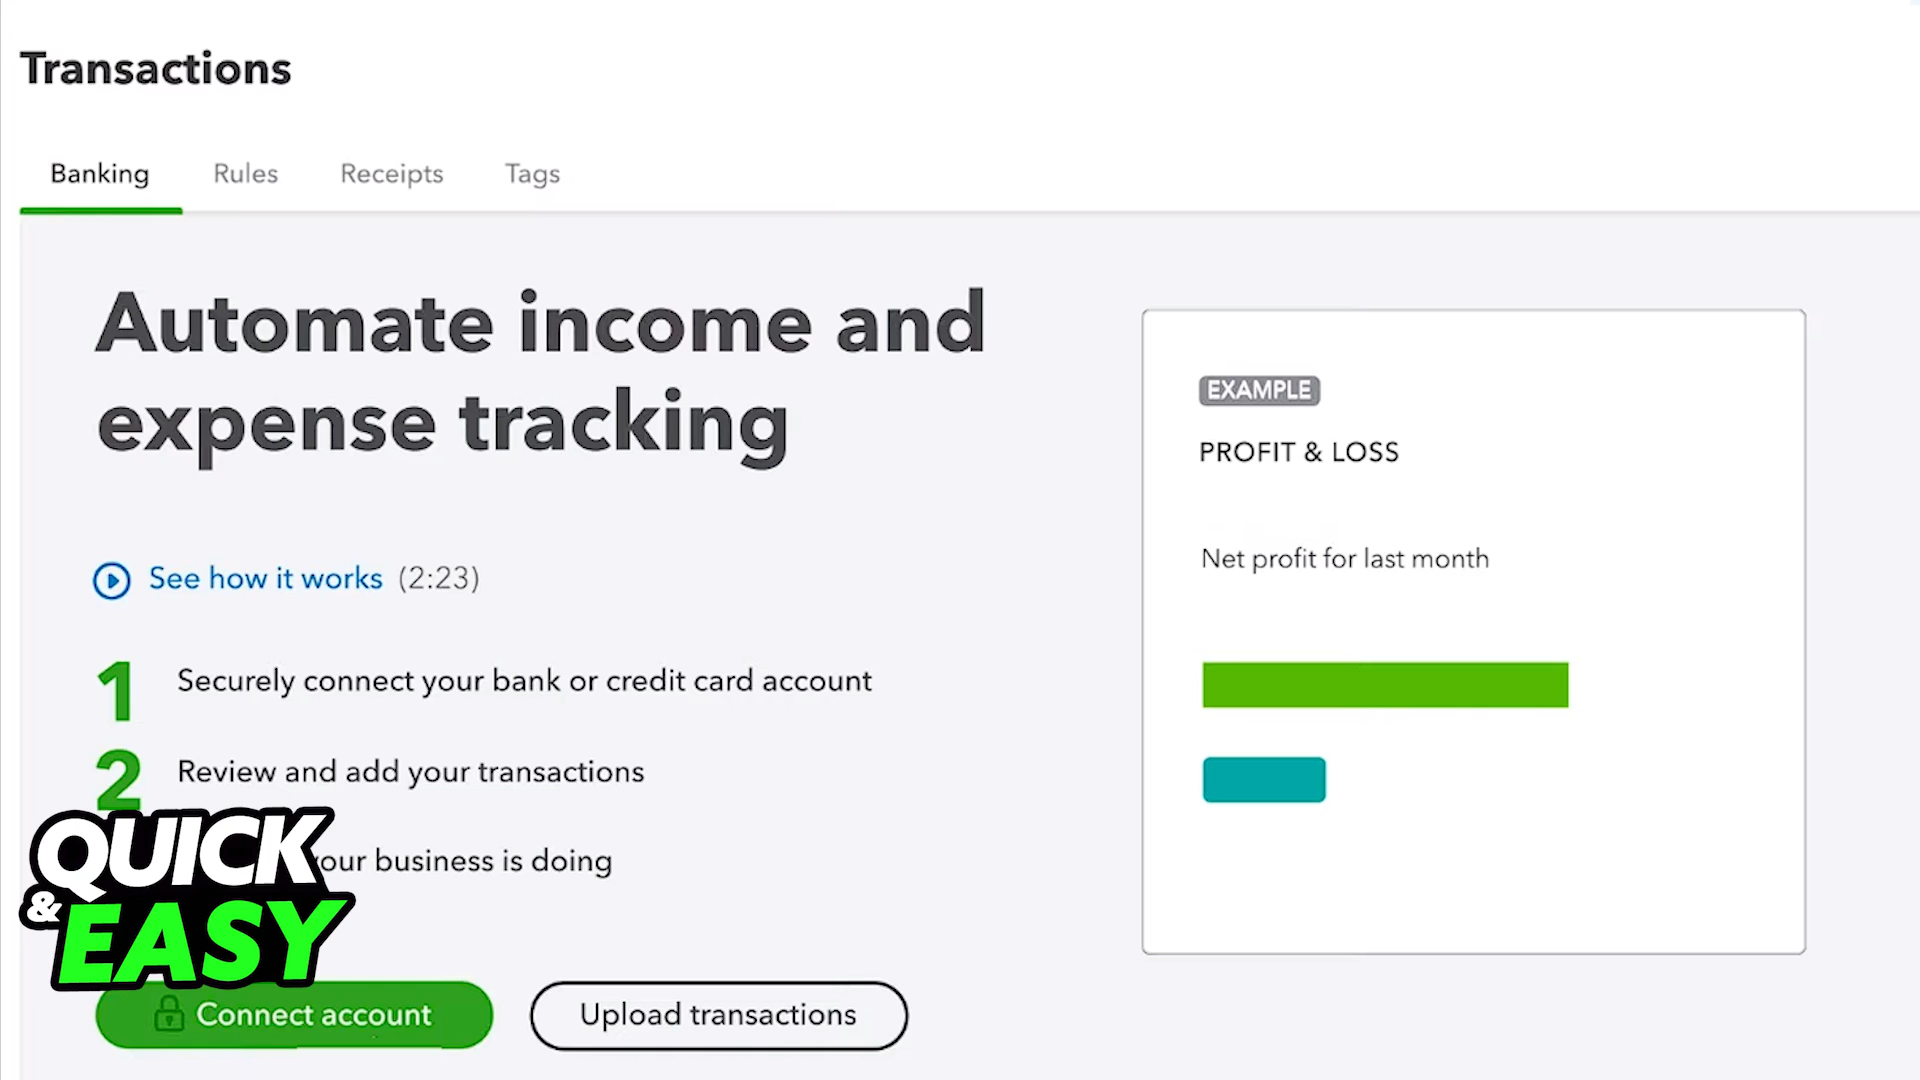 Transactions
Banking Rules Receipts Tags
Automate income and
expense tracking
See how it works (2:23)
1 Securely connect your bank or credit card account
2 Review and add your transactions
your business is doing
QUICK
& EASY
Connect account Upload transactions
EXAMPLE
PROFIT & LOSS
Net profit for last month